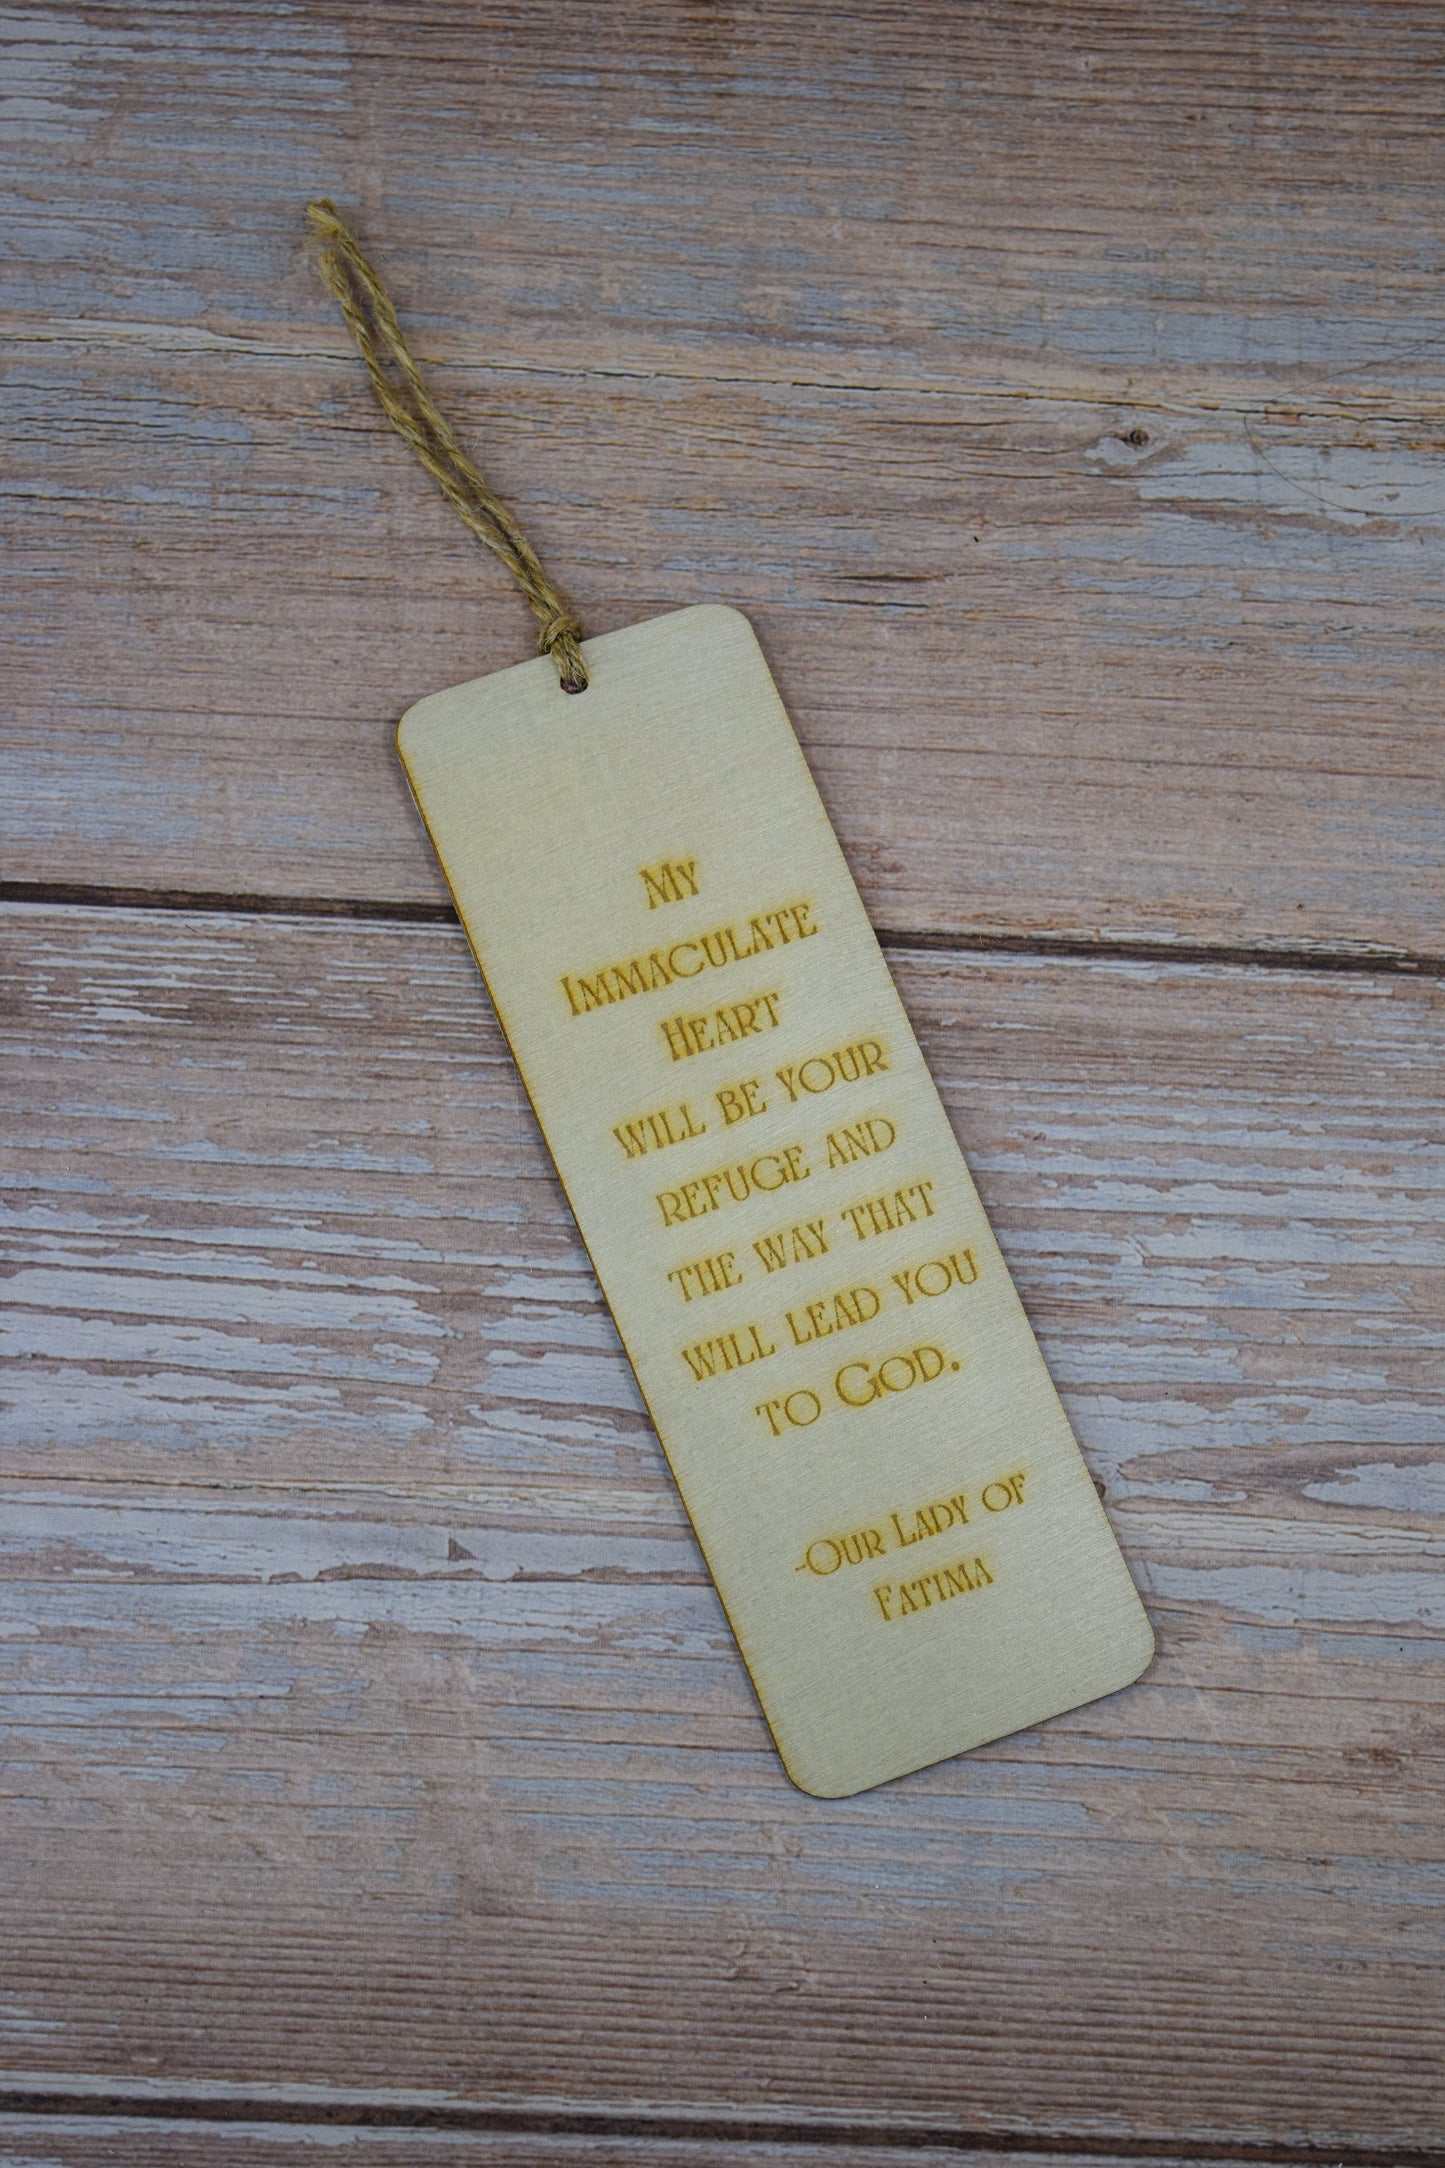 My
Immaculate
Heart
will be your
refuge and
the way that
will lead you
to God.
-Our Lady of
Fatima